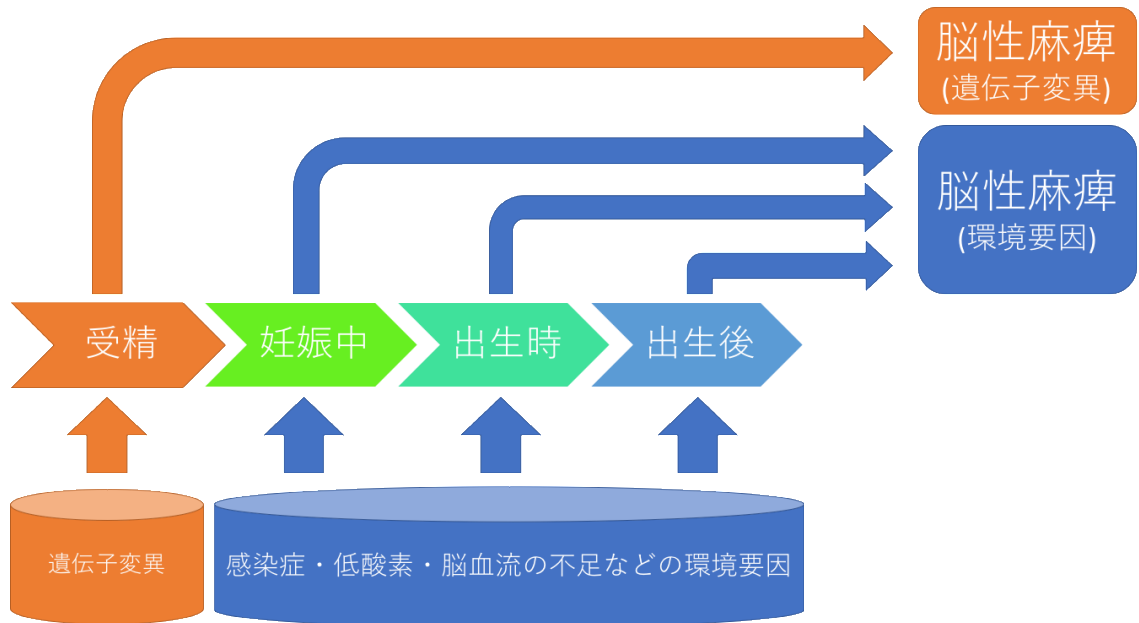 脳性麻痺
(遺伝子変異)
脳性麻痺
(環境要因)
受精
妊娠中
出生時
出生後
遺伝子変異
感染症・低酸素・脳血流の不足などの環境要因